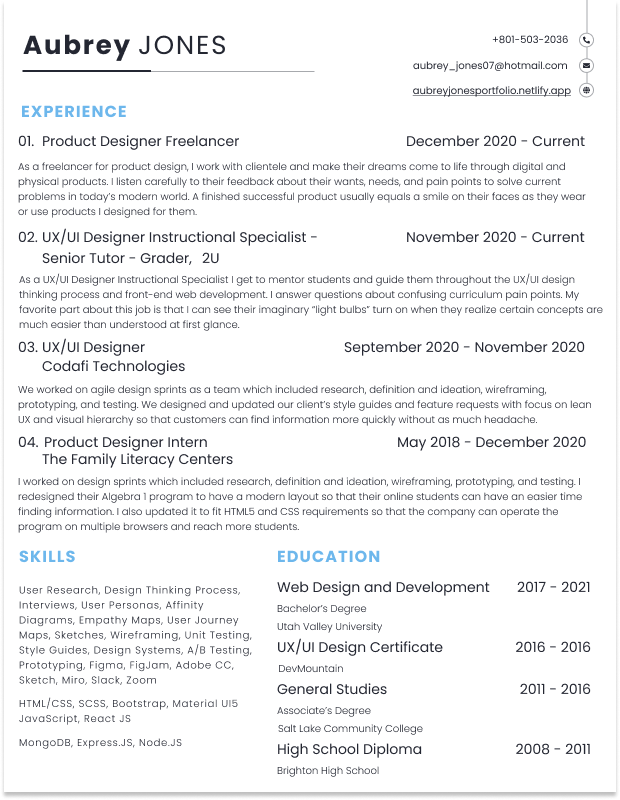 Aubrey JONES
+801-503-2036
aubrey_jones07@hotmail.com
aubreyjonesportfolio.netlify.app
EXPERIENCE
01. Product Designer Freelancer December 2020 - Current
As a freelancer for product design, I work with clientele and make their dreams come to life through digital and
physical products. I listen carefully to their feedback about their wants, needs, and pain points to solve current
problems in today's modern world. A finished successful product usually equals a smile on their faces as they wear
or use products I designed for them.
02. UX/UI Designer Instructional Specialist - November 2020 - Current
Senior Tutor - Grader, 2U
As a UX/UI Designer Instructional Specialist I get to mentor students and guide them throughout the UX/UI design
thinking process and front-end web development. I answer questions about confusing curriculum pain points. My
favorite part about this job is that I can see their imaginary "light bulbs" turn on when they realize certain concepts are
much easier than understood at first glance.
03. UX/UI Designer September 2020 - November 2020
Codafi Technologies
We worked on agile design sprints as a team which included research, definition and ideation, wireframing,
prototyping, and testing. We designed and updated our client's style guides and feature requests with focus on lean
UX and visual hierarchy so that customers can find information more quickly without as much headache.
04. Product Designer Intern May 2018 - December 2020
The Family Literacy Centers
I worked on design sprints which included research, definition and ideation, wireframing, prototyping, and testing. I
redesigned their Algebra 1 program to have a modern layout so that their online students can have an easier time
finding information. I also updated it to fit HTML5 and CSS requirements so that the company can operate the
program on multiple browsers and reach more students.
SKILLS
User Research, Design Thinking Process,
Interviews, User Personas, Affinity
Diagrams, Empathy Maps, User Journey
Maps, Sketches, Wireframing, Unit Testing,
Style Guides, Design Systems, A/B Testing,
Prototyping, Figma, FigJam, Adobe CC,
Sketch, Miro, Slack, Zoom
HTML/CSS, SCSS, Bootstrap, Material UI5
JavaScript, React JS
MongoDB, Express.JS, Node.JS
EDUCATION
Web Design and Development 2017 - 2021
Bachelor's Degree
Utah Valley University
UX/UI Design Certificate 2016 - 2016
DevMountain
General Studies 2011 - 2016
Associate's Degree
Salt Lake Community College
High School Diploma 2008 - 2011
Brighton High School